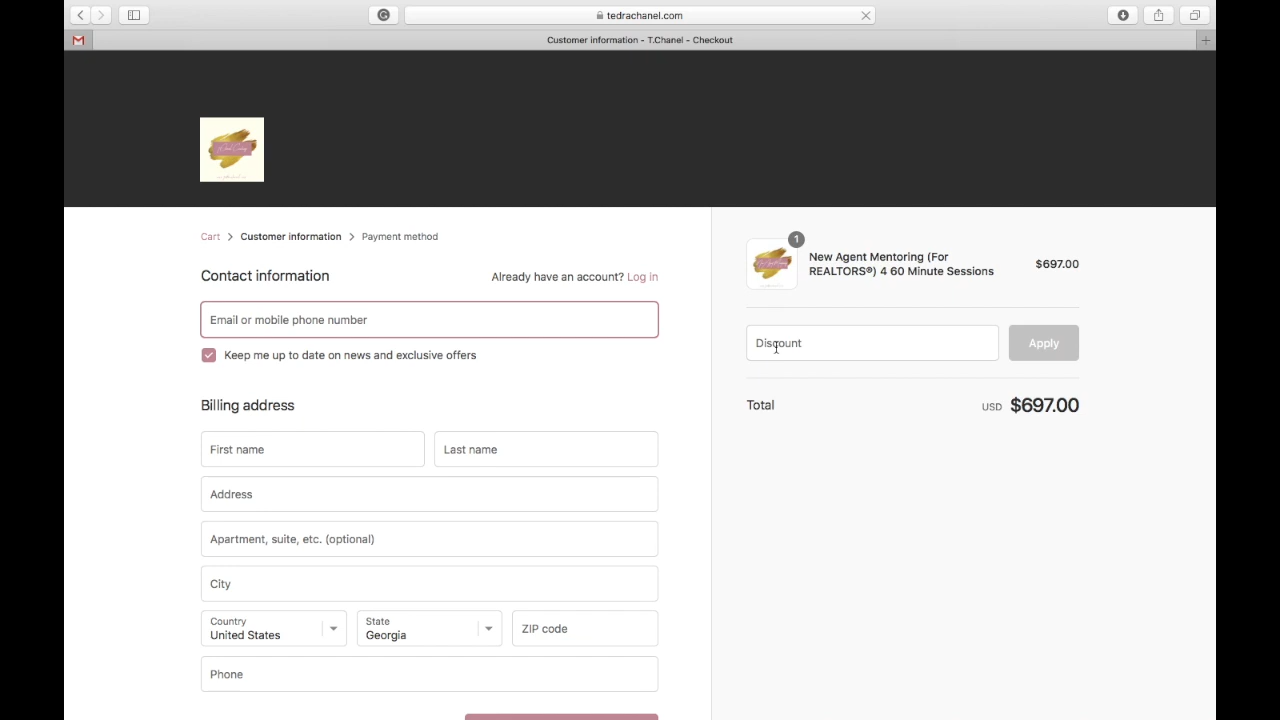 tedrachanel.com
Customer information - T.Chanel - Checkout
Cart > Customer information > Payment method
Contact information
Already have an account? Log in
Email or mobile phone number
Keep me up to date on news and exclusive offers
Billing address
First name
Last name
Address
Apartment, suite, etc. (optional)
City
Country
United States
State
Georgia
ZIP code
Phone
1
New Agent Mentoring (For
REALTORS®) 4 60 Minute Sessions
$697.00
Discount
Apply
Total
USD $697.00